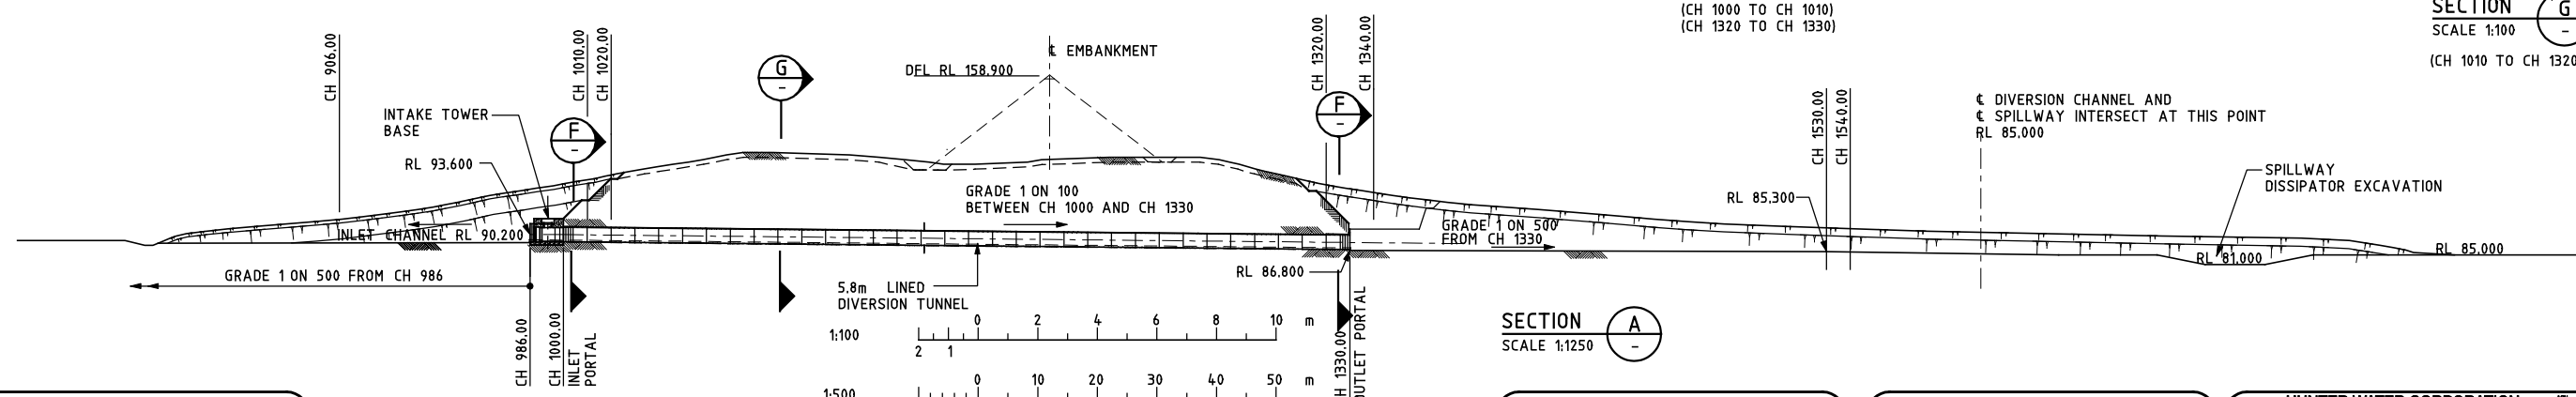 (CH 1000 TO CH 1010)
(CH 1320 TO CH 1330)
SECTION G
SCALE 1:100
-
(CH 1010 TO CH 1320
CH 906.00
CH 1010.00
CH 1020.00
G
-
℄ EMBANKMENT
DFL RL 158.900
CH 1320.00
CH 1340.00
INTAKE TOWER
BASE
F
-
RL 93.600
F
-
CH 1530.00
CH 1540.00
℄ DIVERSION CHANNEL AND
℄ SPILLWAY INTERSECT AT THIS POINT
RL 85,000
SPILLWAY
DISSIPATOR EXCAVATION
GRADE 1 ON 100
BETWEEN CH 1000 AND CH 1330
RL 85,300
INLET CHANNEL RL 90.200
GRADE 1 ON 500
FROM CH 1330
RL 85,000
RL 81,000
GRADE 1 ON 500 FROM CH 986
RL 86,800
5.8m LINED
DIVERSION TUNNEL
CH 986.00
CH 1000.00
INLET
PORTAL
CH 1330.00
OUTLET PORTAL
1:100
0 2 4 6 8 10 m
2 1
SECTION A
SCALE 1:1250
-
1:500
0 10 20 30 40 50 m
HUNTER WATER CORPORATION